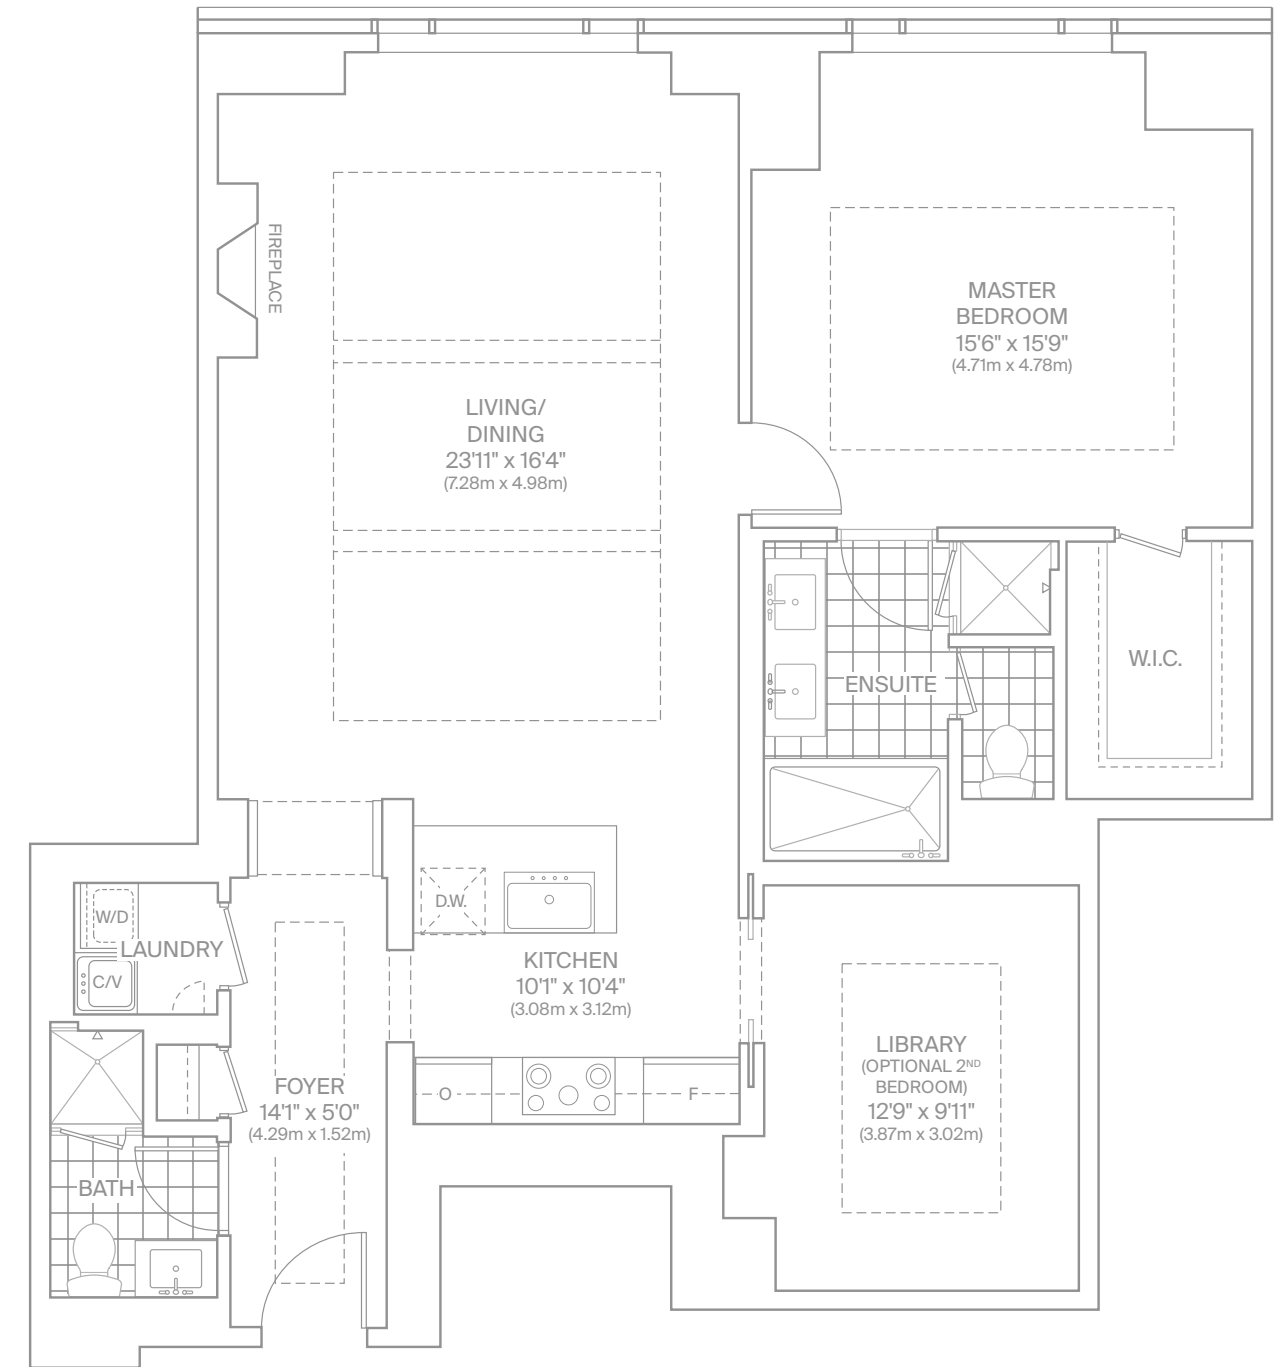 FIREPLACE
MASTER
BEDROOM
15'6" x 15'9"
(4.71m x 4.78m)
LIVING/
DINING
23'11" x 16'4"
(7.28m x 4.98m)
ENSUITE
W.I.C.
D.W.
W/D
LAUNDRY
C/V
KITCHEN
10'1" x 10'4"
(3.08m x 3.12m)
O
F
LIBRARY
(OPTIONAL 2ND
BEDROOM)
12'9" x 9'11"
(3.87m x 3.02m)
FOYER
14'1" x 5'0"
(4.29m x 1.52m)
BATH